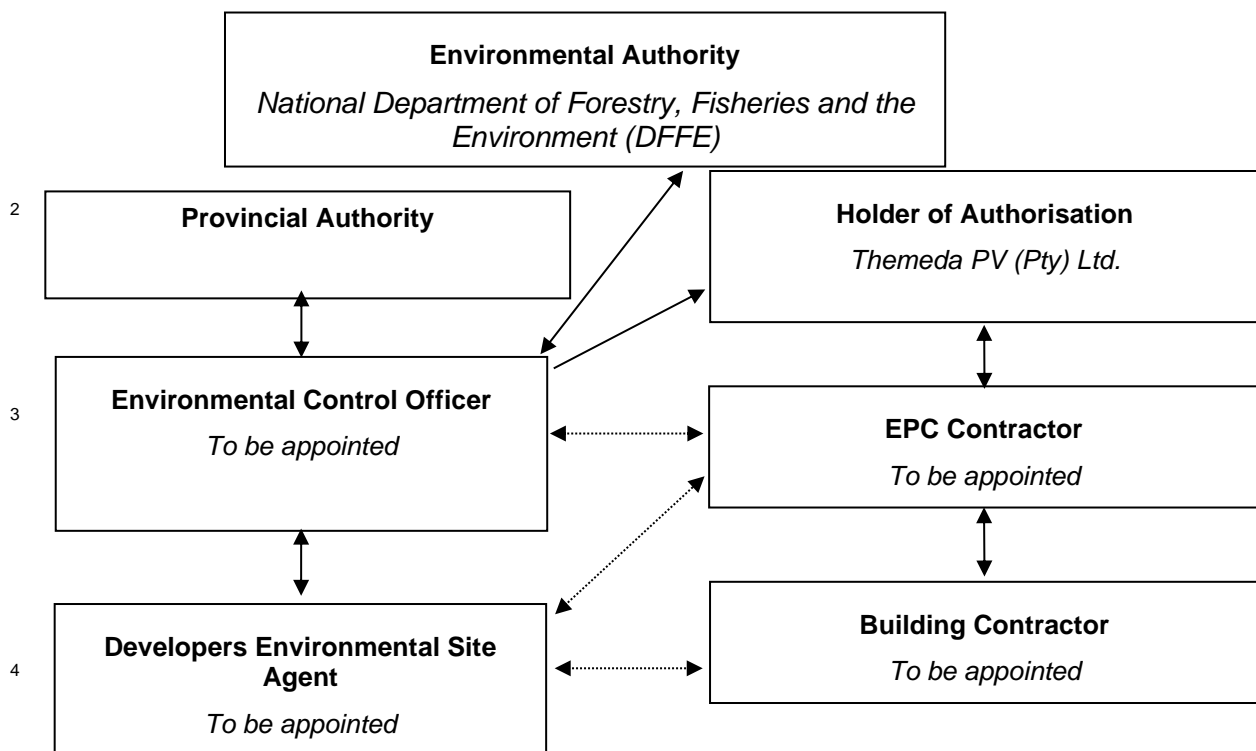 Environmental Authority
National Department of Forestry, Fisheries and the
Environment (DFFE)
2
Provincial Authority
Holder of Authorisation
Themeda PV (Pty) Ltd.
3
Environmental Control Officer
To be appointed
EPC Contractor
To be appointed
4
Developers Environmental Site
Agent
To be appointed
Building Contractor
To be appointed